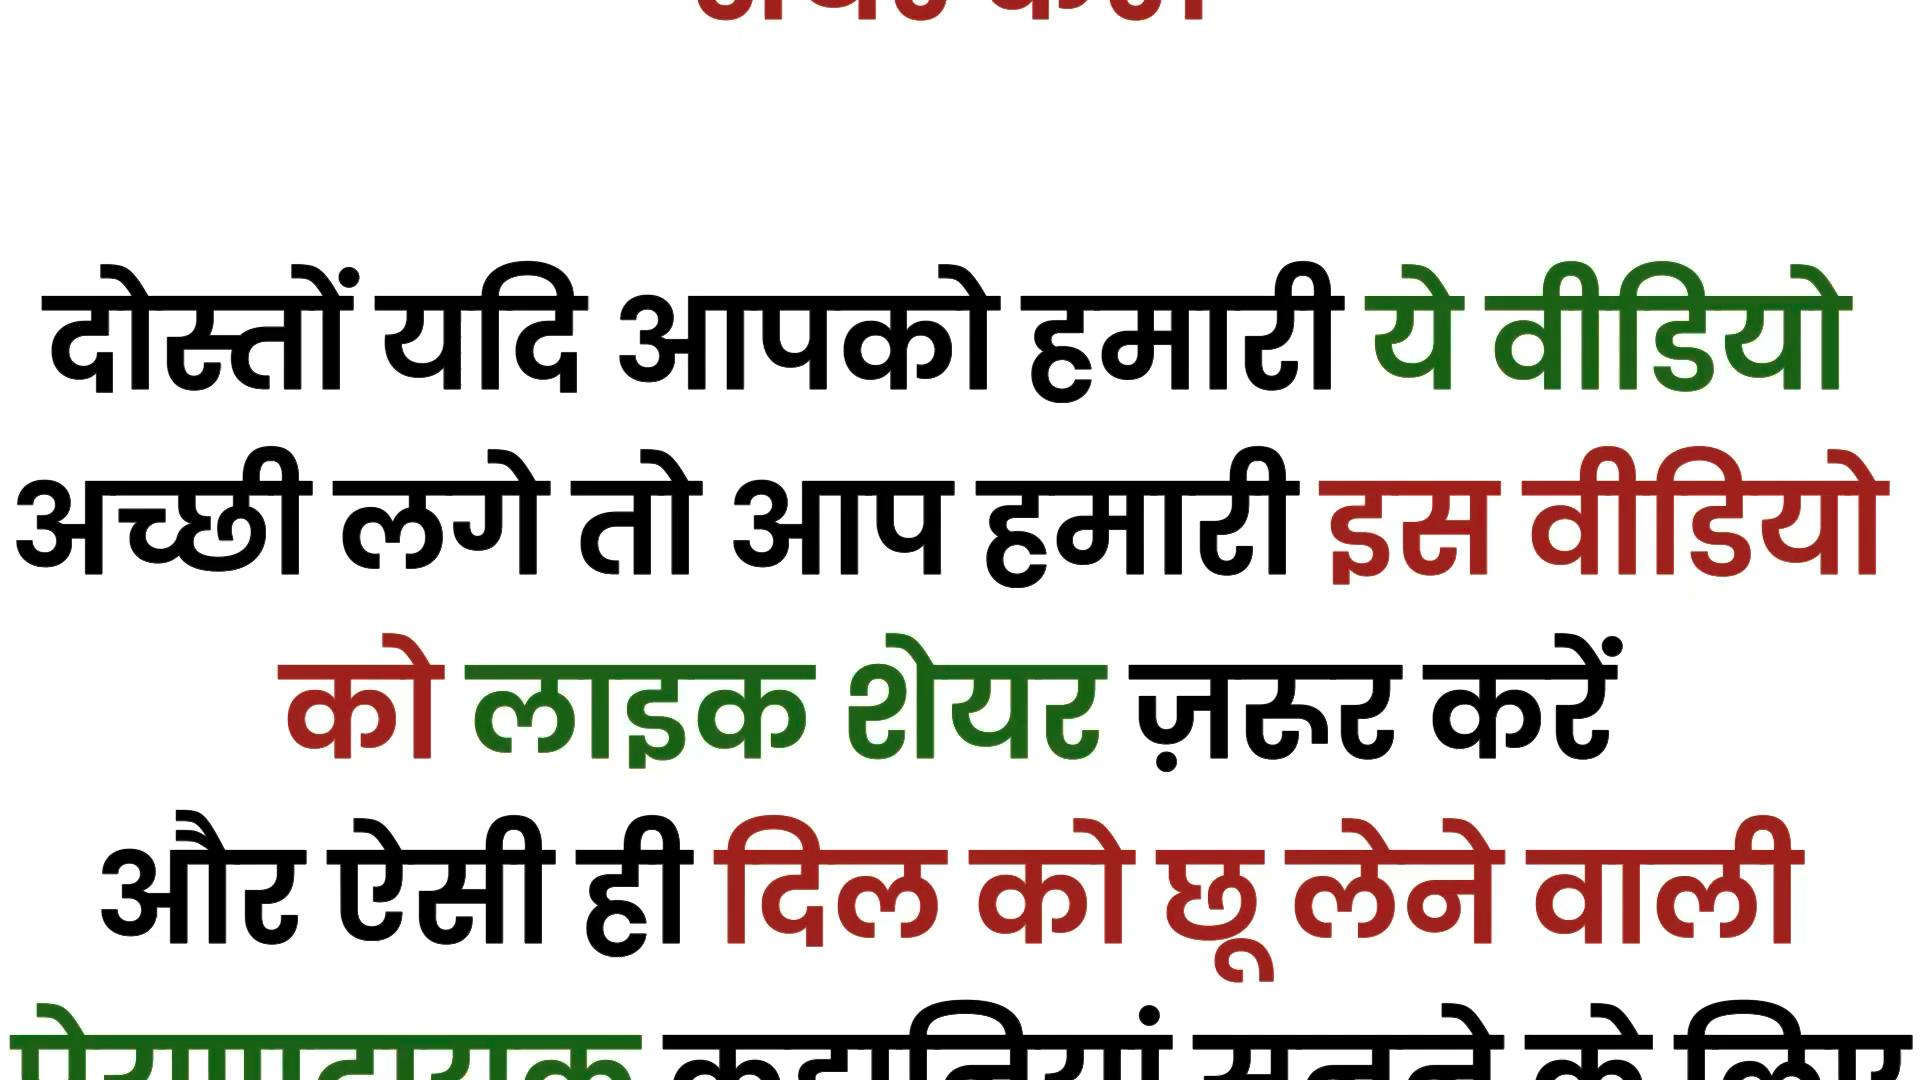 दोस्तों यदि आपको हमारी ये वीडियो
अच्छी लगे तो आप हमारी इस वीडियो
को लाइक शेयर ज़रूर करें
और ऐसी ही दिल को छू लेने वाली
प्रेरणादायक कहानियां सुनने के लिए